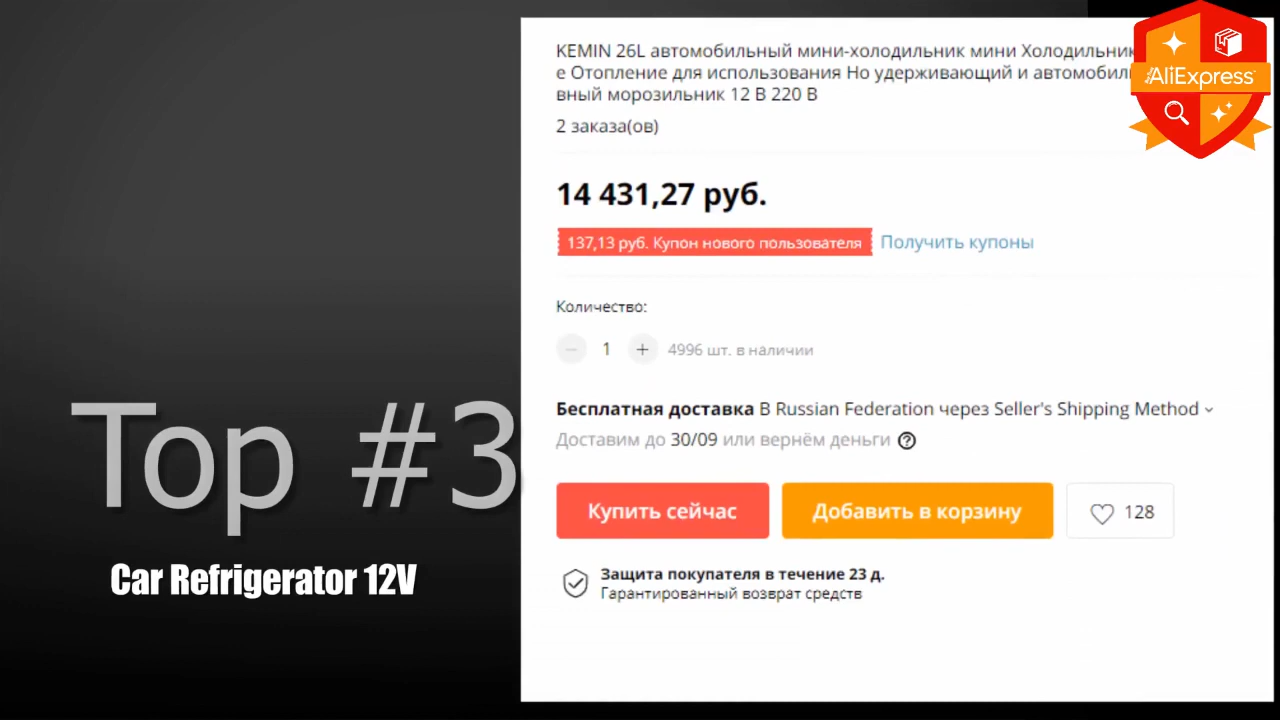 Top #3
Car Refrigerator 12V
AliExpress
KEMIN 26L автомобильный мини-холодильник мини Холодильник
е Отопление для использования Но удерживающий и автомобил
вный морозильник 12 В 220 В
2 заказа(ов)
14 431,27 руб.
137,13 руб. Купон нового пользователя Получить купоны
Количество:
− 1 + 4996 шт. в наличии
Бесплатная доставка В Russian Federation через Seller's Shipping Method
Доставим до 30/09 или вернём деньги ?
Купить сейчас Добавить в корзину 128
Защита покупателя в течение 23 д.
Гарантированный возврат средств